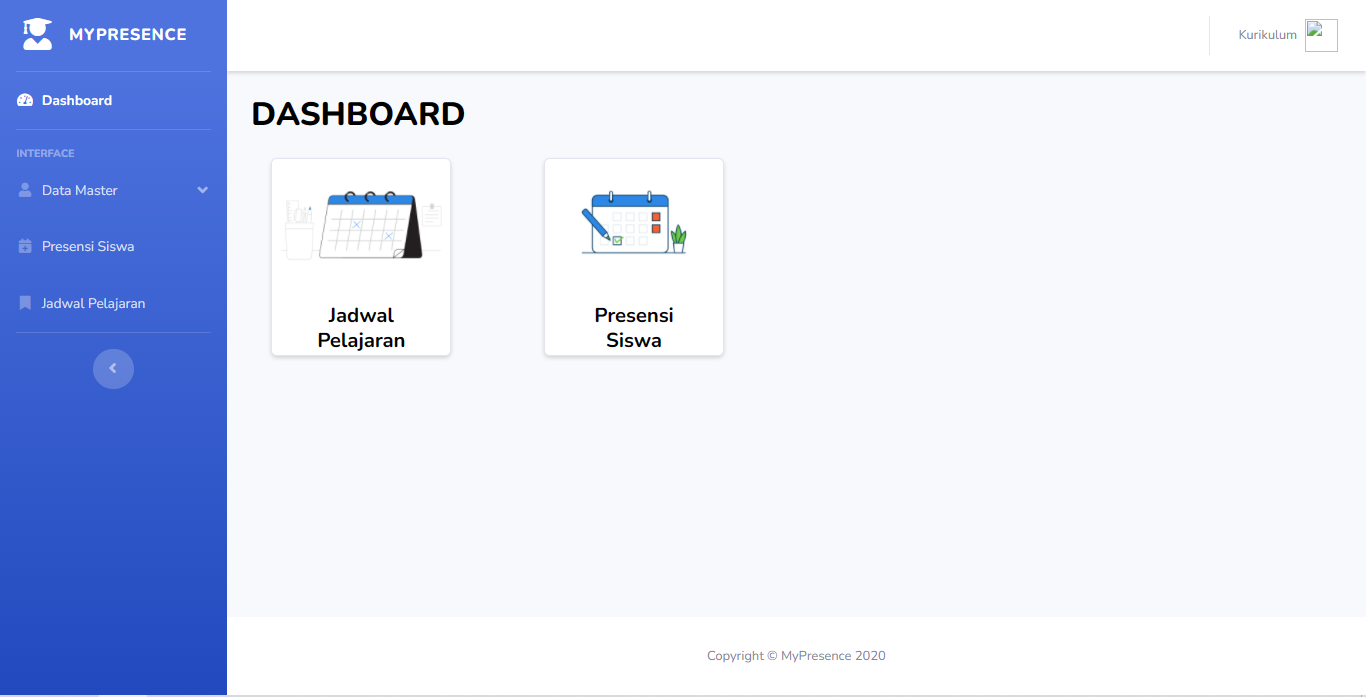 MYPRESENCE
Kurikulum
Dashboard
INTERFACE
Data Master
Presensi Siswa
Jadwal Pelajaran
DASHBOARD
Jadwal
Pelajaran
Presensi
Siswa
Copyright © MyPresence 2020